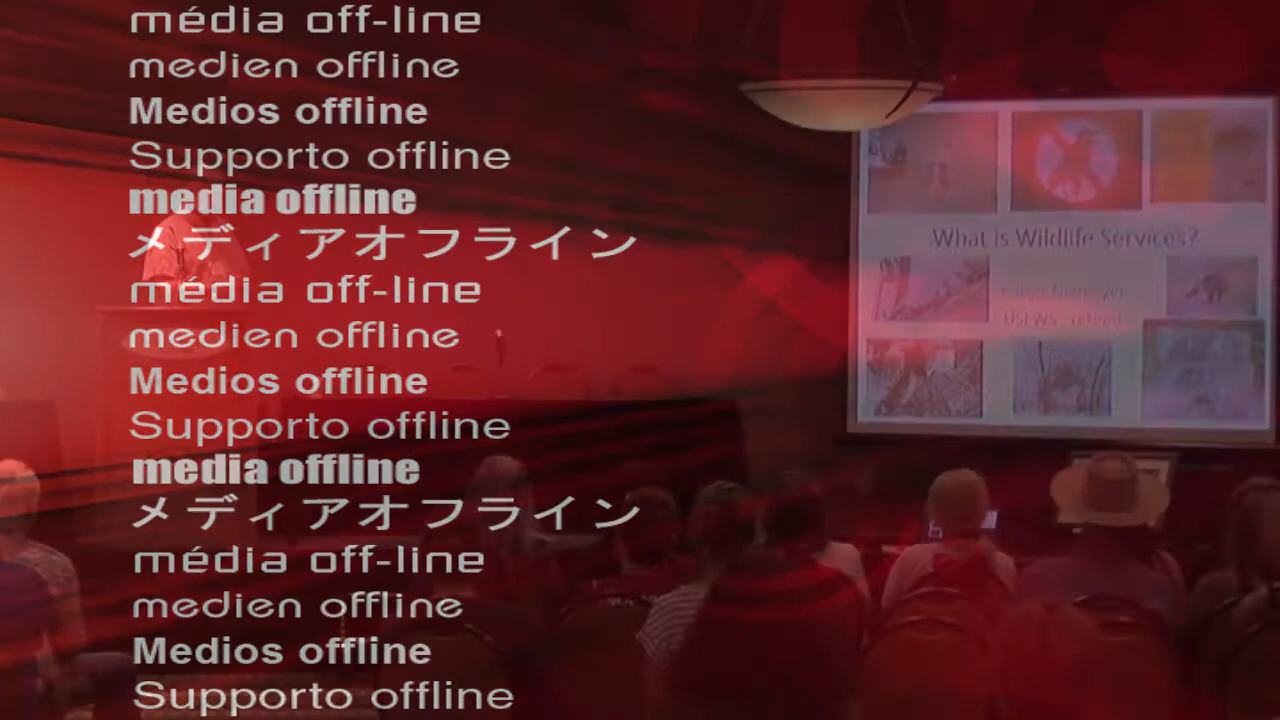 média off-line
medien offline
Medios offline
Supporto offline
media offline
メディアオフライン
média off-line
medien offline
Medios offline
Supporto offline
media offline
メディアオフライン
média off-line
medien offline
Medios offline
Supporto offline
What is Wildlife Services?
USFWS - retired